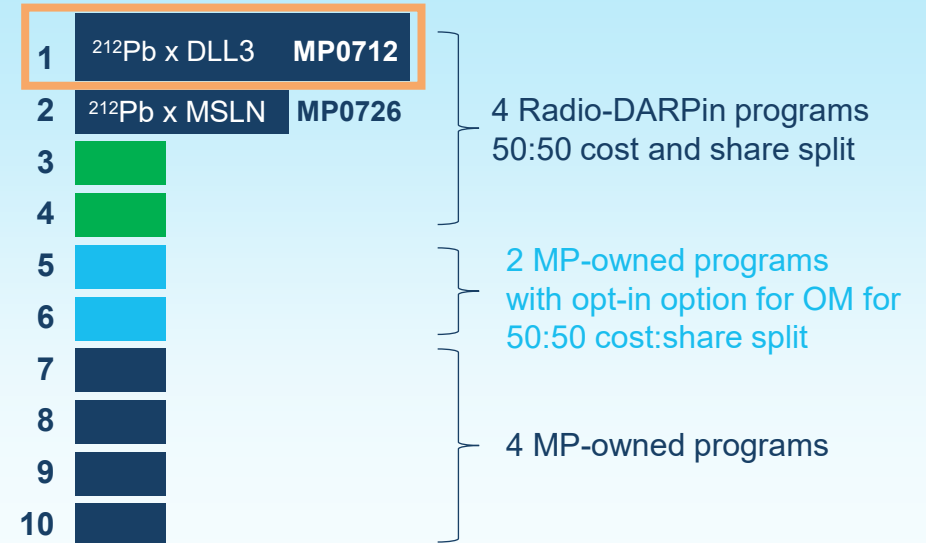 1 ²¹²Pb x DLL3 MP0712
2 ²¹²Pb x MSLN MP0726
3
4
4 Radio-DARPin programs
50:50 cost and share split
5
6
2 MP-owned programs
with opt-in option for OM for
50:50 cost:share split
7
8
9
10
4 MP-owned programs